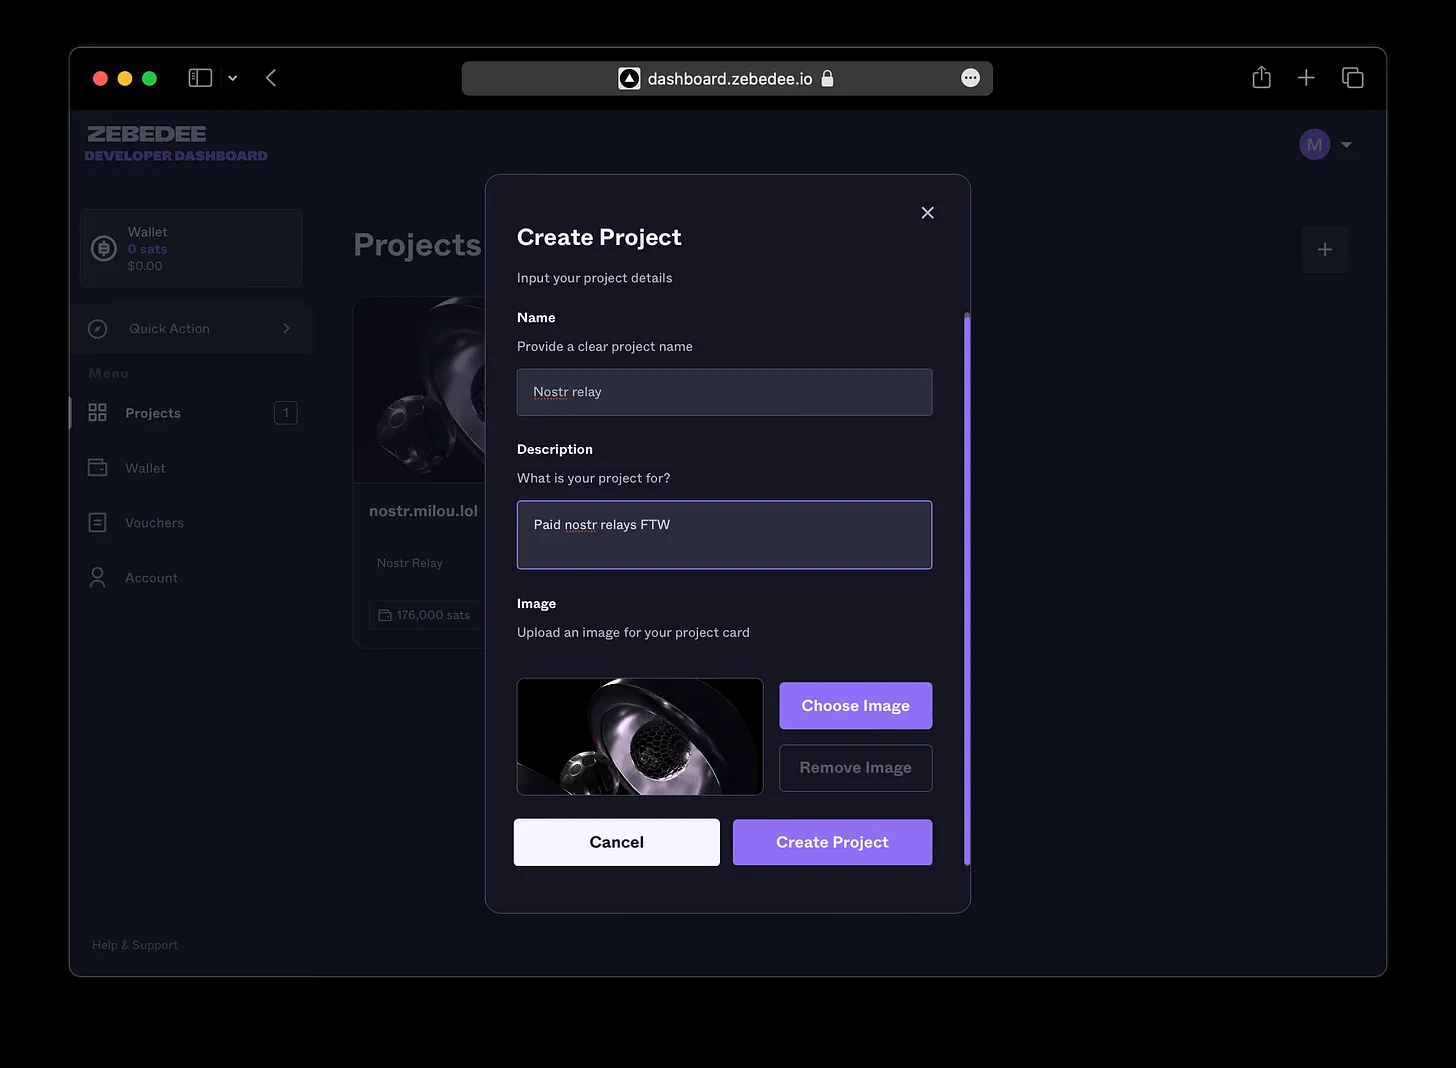 dashboard.zebedee.io
ZEBEDEE
DEVELOPER DASHBOARD
M
Wallet
0 sats
$0.00
Quick Action
Menu
Projects
1
Wallet
Vouchers
Account
Help & Support
Projects
nostr.milou.lol
Nostr Relay
176,000 sats
Create Project
Input your project details
Name
Provide a clear project name
Nostr relay
Description
What is your project for?
Paid nostr relays FTW
Image
Upload an image for your project card
Choose Image
Remove Image
Cancel
Create Project